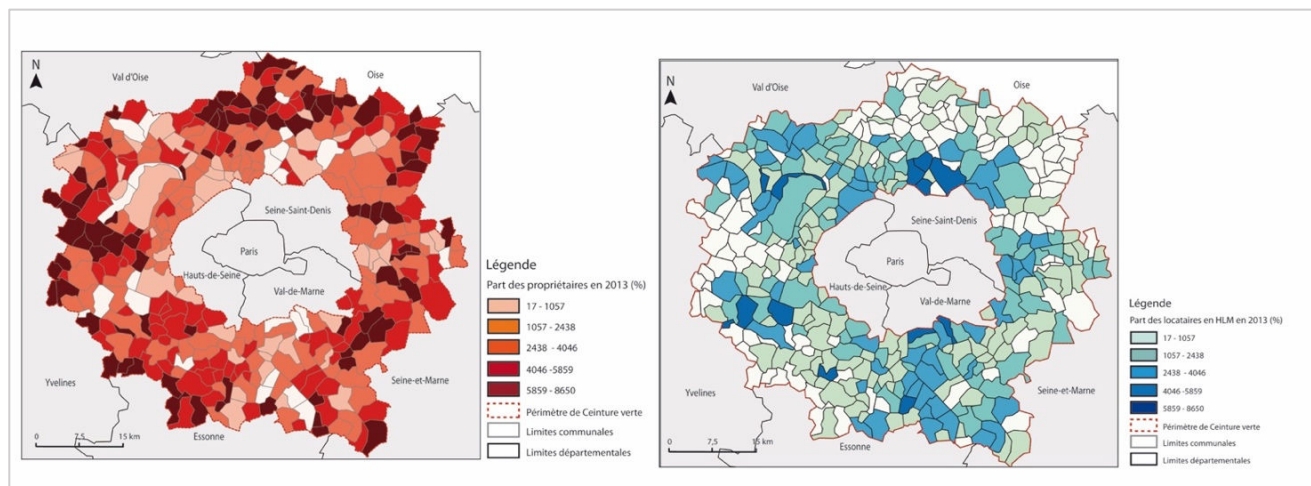 N
Val d'Oise
Oise
Seine-Saint-Denis
Paris
Hauts-de-Seine
Val-de-Marne
Yvelines
Seine-et-Marne
Essonne
0 7,5 15 km
Légende
Part des propriétaires en 2013 (%)
17 - 1057
1057 - 2438
2438 - 4046
4046 -5859
5859 - 8650
Périmètre de Ceinture verte
Limites communales
Limites départementales
N
Val d'Oise
Oise
Seine-Saint-Denis
Paris
Hauts-de-Seine
Val-de-Marne
Yvelines
Seine-et-Marne
Essonne
0 7,5 15 km
Légende
Part des locataires en HLM en 2013 (%)
17 - 1057
1057 - 2438
2438 - 4046
4046 -5859
5859 - 8650
Périmètre de Ceinture verte
Limites communales
Limites départementales